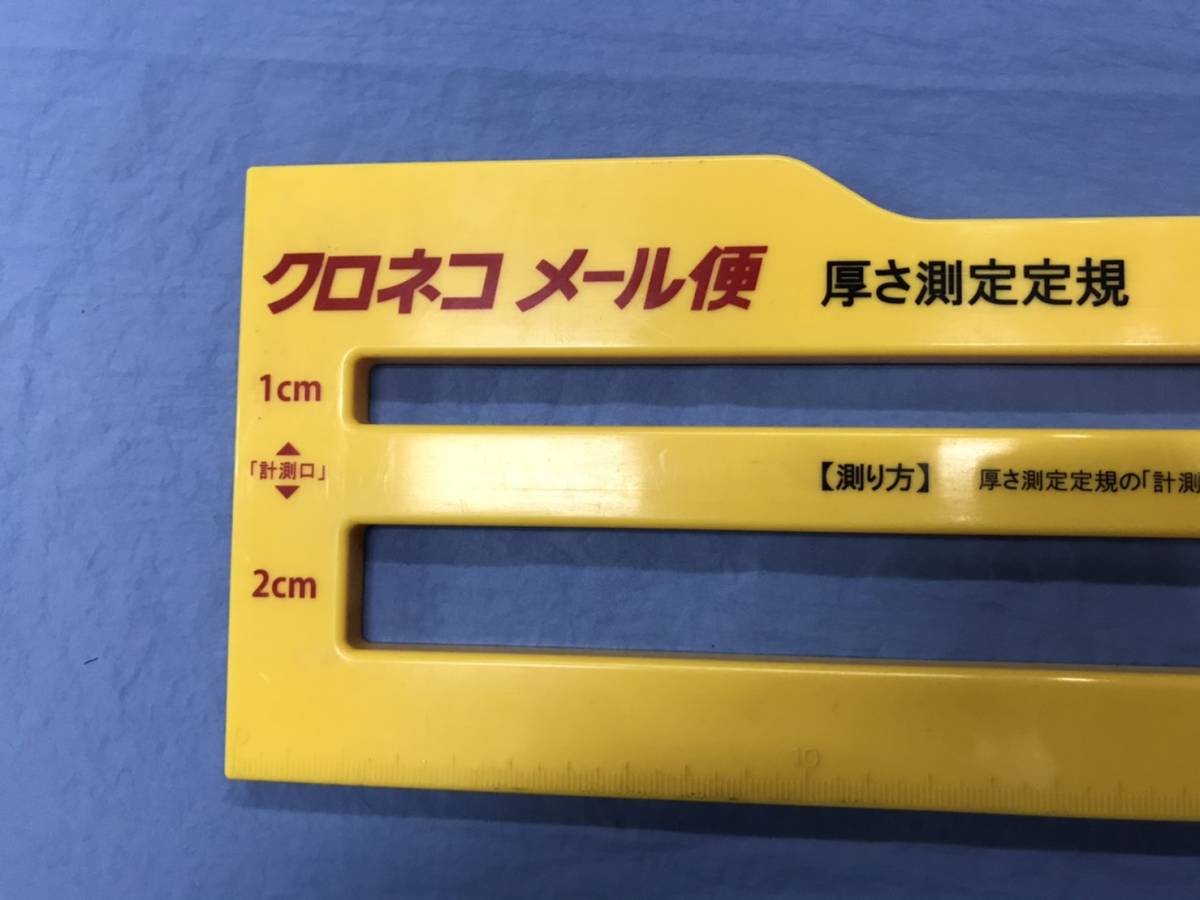 クロネコ メール便 厚さ測定定規
1cm
「計測口」
【測り方】 厚さ測定定規の「計測
2cm
0 10